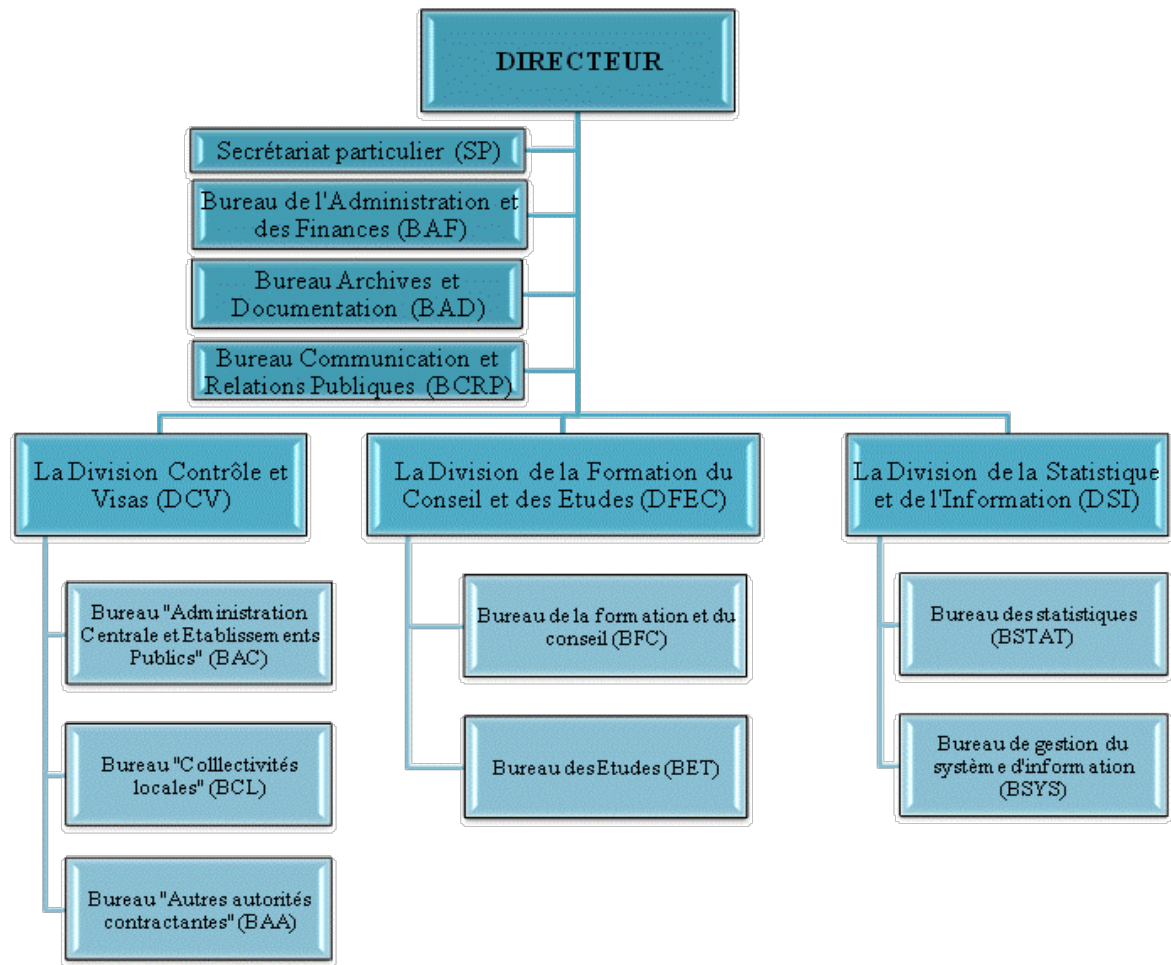 DIRECTEUR
Secrétariat particulier (SP)
Bureau de l'Administration et
des Finances (BAF)
Bureau Archives et
Documentation (BAD)
Bureau Communication et
Relations Publiques (BCRP)
La Division Contrôle et
Visas (DCV)
La Division de la Formation du
Conseil et des Etudes (DFEC)
La Division de la Statistique
et de l'Information (DSI)
Bureau "Administration
Centrale et Etablissements
Publics" (BAC)
Bureau "Colllectivités
locales" (BCL)
Bureau "Autres autorités
contractantes" (BAA)
Bureau de la formation et du
conseil (BFC)
Bureau des Etudes (BET)
Bureau des statistiques
(BSTAT)
Bureau de gestion du
système d'information
(BSYS)